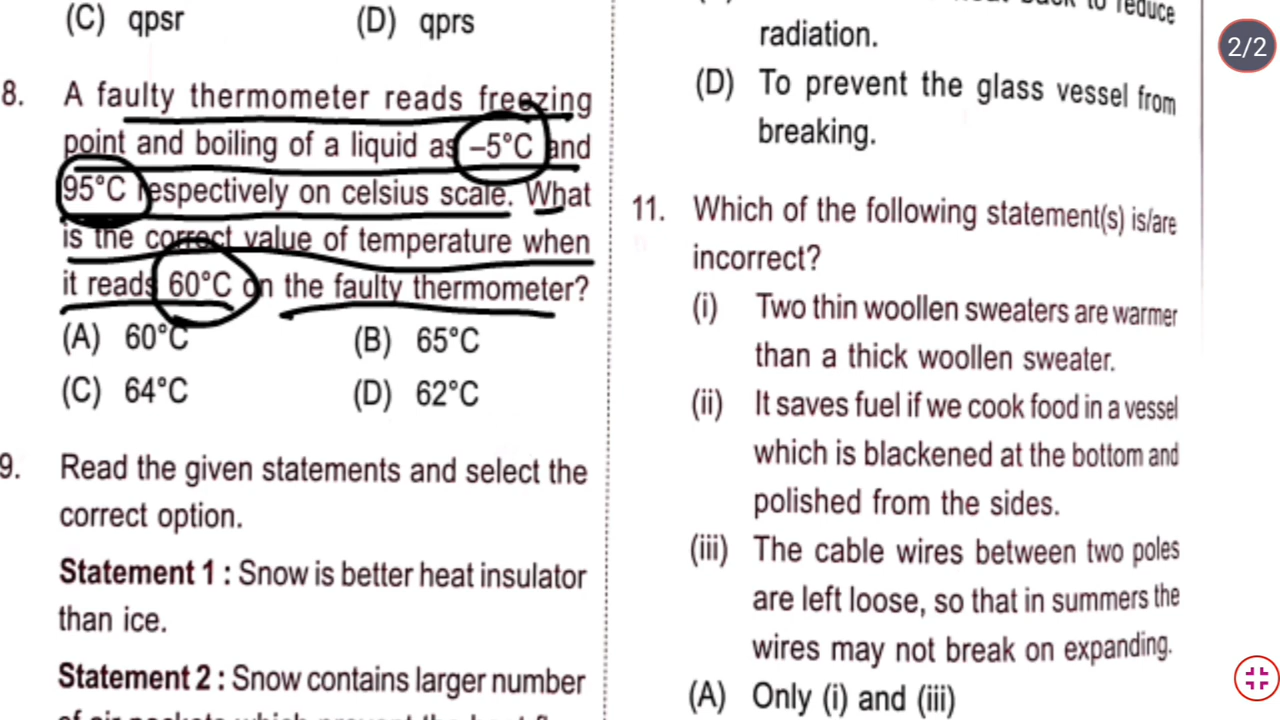 (C) qpsr (D) qprs
8. A faulty thermometer reads freezing
point and boiling of a liquid as –5°C and
95°C respectively on celsius scale. What
is the correct value of temperature when
it reads 60°C on the faulty thermometer?
(A) 60°C (B) 65°C
(C) 64°C (D) 62°C
9. Read the given statements and select the
correct option.
Statement 1 : Snow is better heat insulator
than ice.
Statement 2 : Snow contains larger number
to reduce
radiation.
(D) To prevent the glass vessel from
breaking.
11. Which of the following statement(s) is/are
incorrect?
(i) Two thin woollen sweaters are warmer
than a thick woollen sweater.
(ii) It saves fuel if we cook food in a vessel
which is blackened at the bottom and
polished from the sides.
(iii) The cable wires between two poles
are left loose, so that in summers the
wires may not break on expanding.
(A) Only (i) and (iii)
2/2